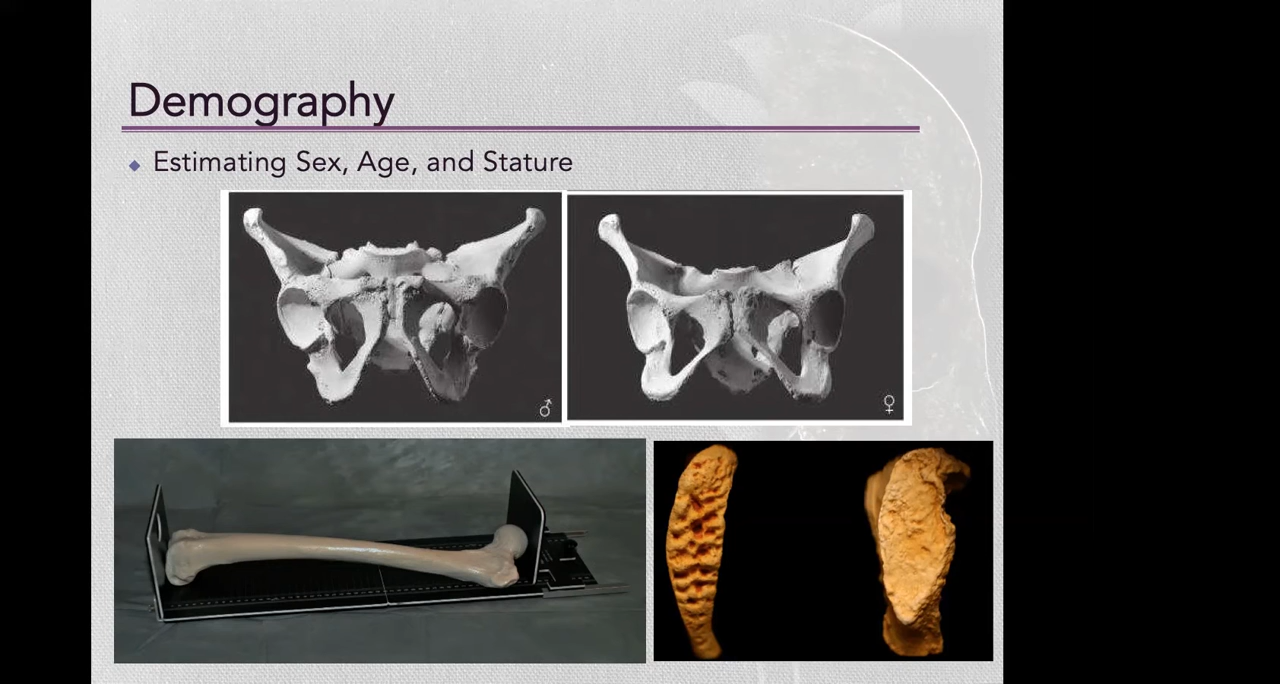 Demography
Estimating Sex, Age, and Stature
♂
♀